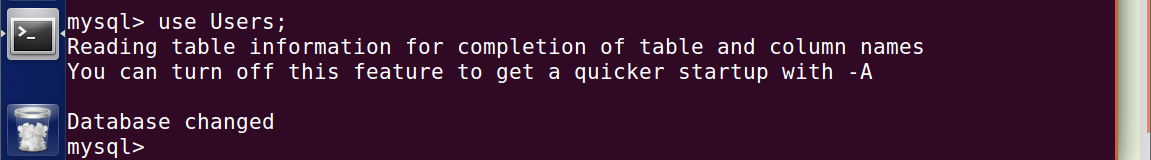 mysql> use Users;
Reading table information for completion of table and column names
You can turn off this feature to get a quicker startup with -A
Database changed
mysql>